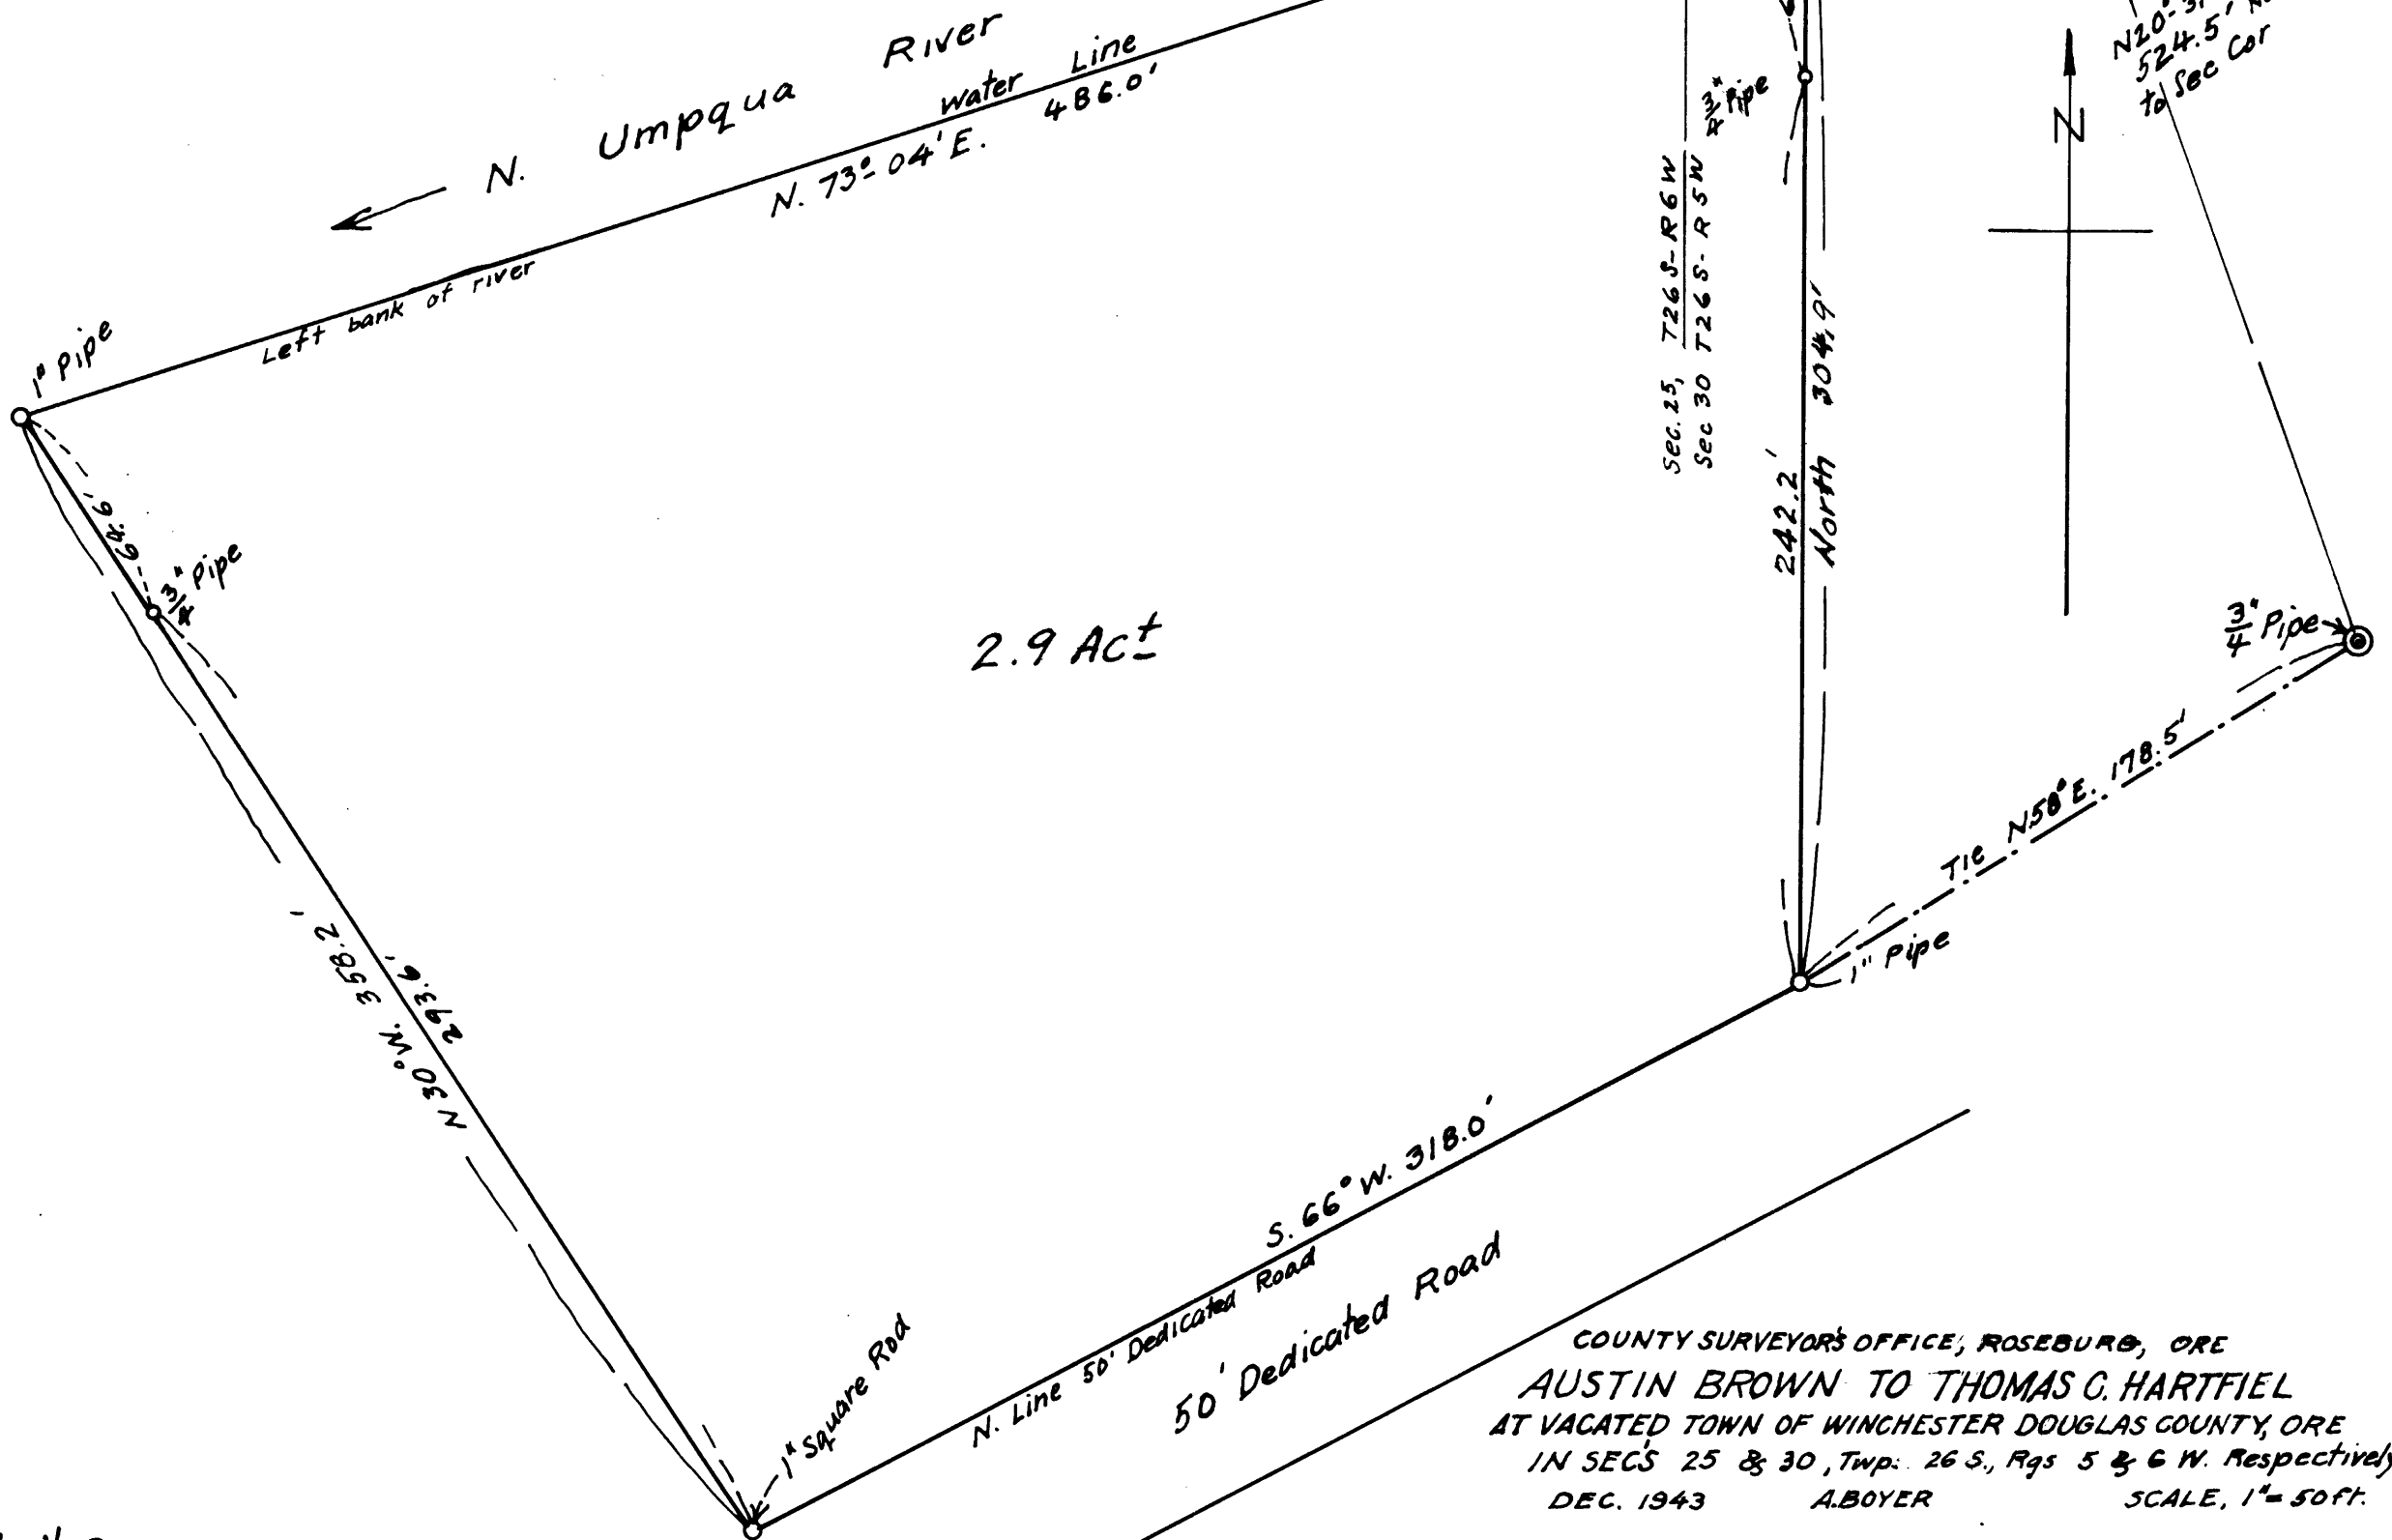 N. Umpqua River
Water Line
N. 73° 04' E. 486.0'
Left bank of river
1" Pipe
64.6'
3/4" Pipe
N 30° W. 358.2'
293.6'
2.9 Ac ±
3/4" Pipe
Sec. 25, T26S-R6W
Sec 30 T26S-R5W
242.2'
North 304.9'
N
524.5'
to Sec Cor
3/4" Pipe
Tie N58°E. 178.5'
1" Pipe
S. 66° W. 318.0'
N. Line 50' Dedicated Road
50' Dedicated Road
1" Square Rod
COUNTY SURVEYOR'S OFFICE, ROSEBURG, ORE
AUSTIN BROWN TO THOMAS C. HARTFIEL
AT VACATED TOWN OF WINCHESTER DOUGLAS COUNTY, ORE
IN SEC'S 25 & 30, Twp. 26 S., Rgs 5 & 6 W. Respectively
DEC. 1943 A.BOYER SCALE, 1"=50ft.